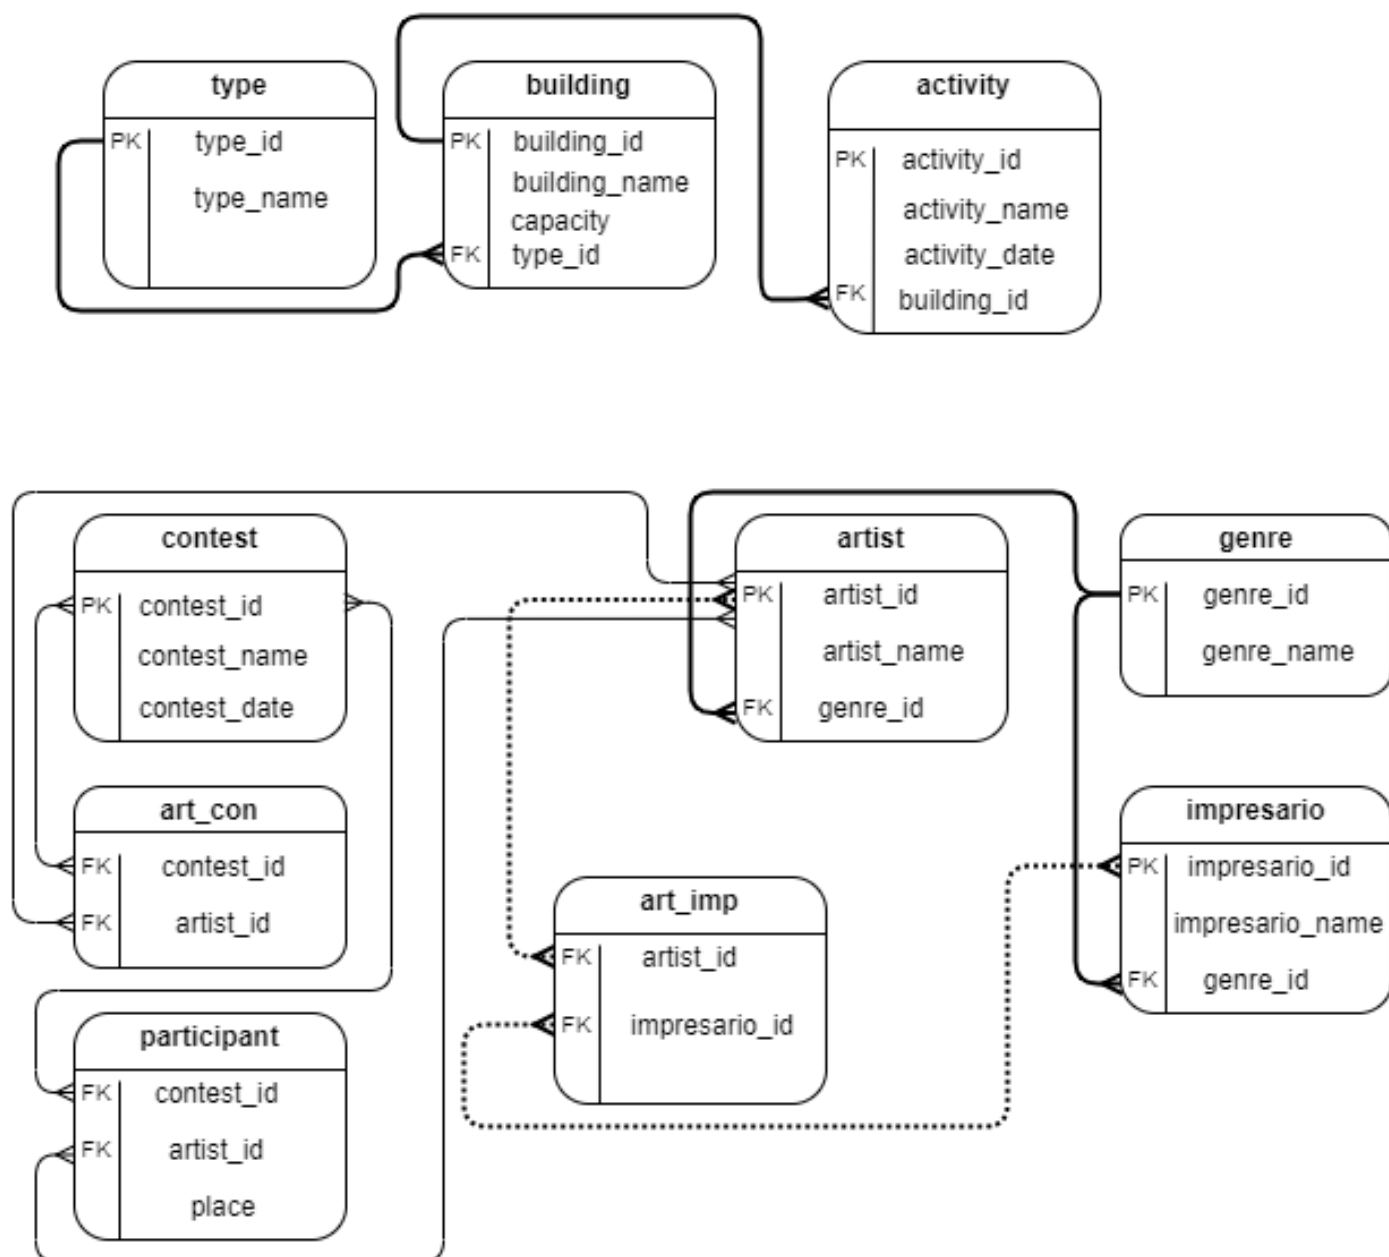 type
PK type_id
type_name
building
PK building_id
building_name
capacity
FK type_id
activity
PK activity_id
activity_name
activity_date
FK building_id
contest
PK contest_id
contest_name
contest_date
artist
PK artist_id
artist_name
FK genre_id
genre
PK genre_id
genre_name
art_con
FK contest_id
FK artist_id
art_imp
FK artist_id
FK impresario_id
impresario
PK impresario_id
impresario_name
FK genre_id
participant
FK contest_id
FK artist_id
place